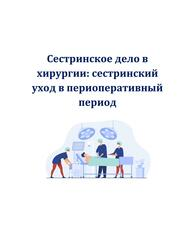 Сестринское дело в
хирургии: сестринский
уход в периоперативный
период